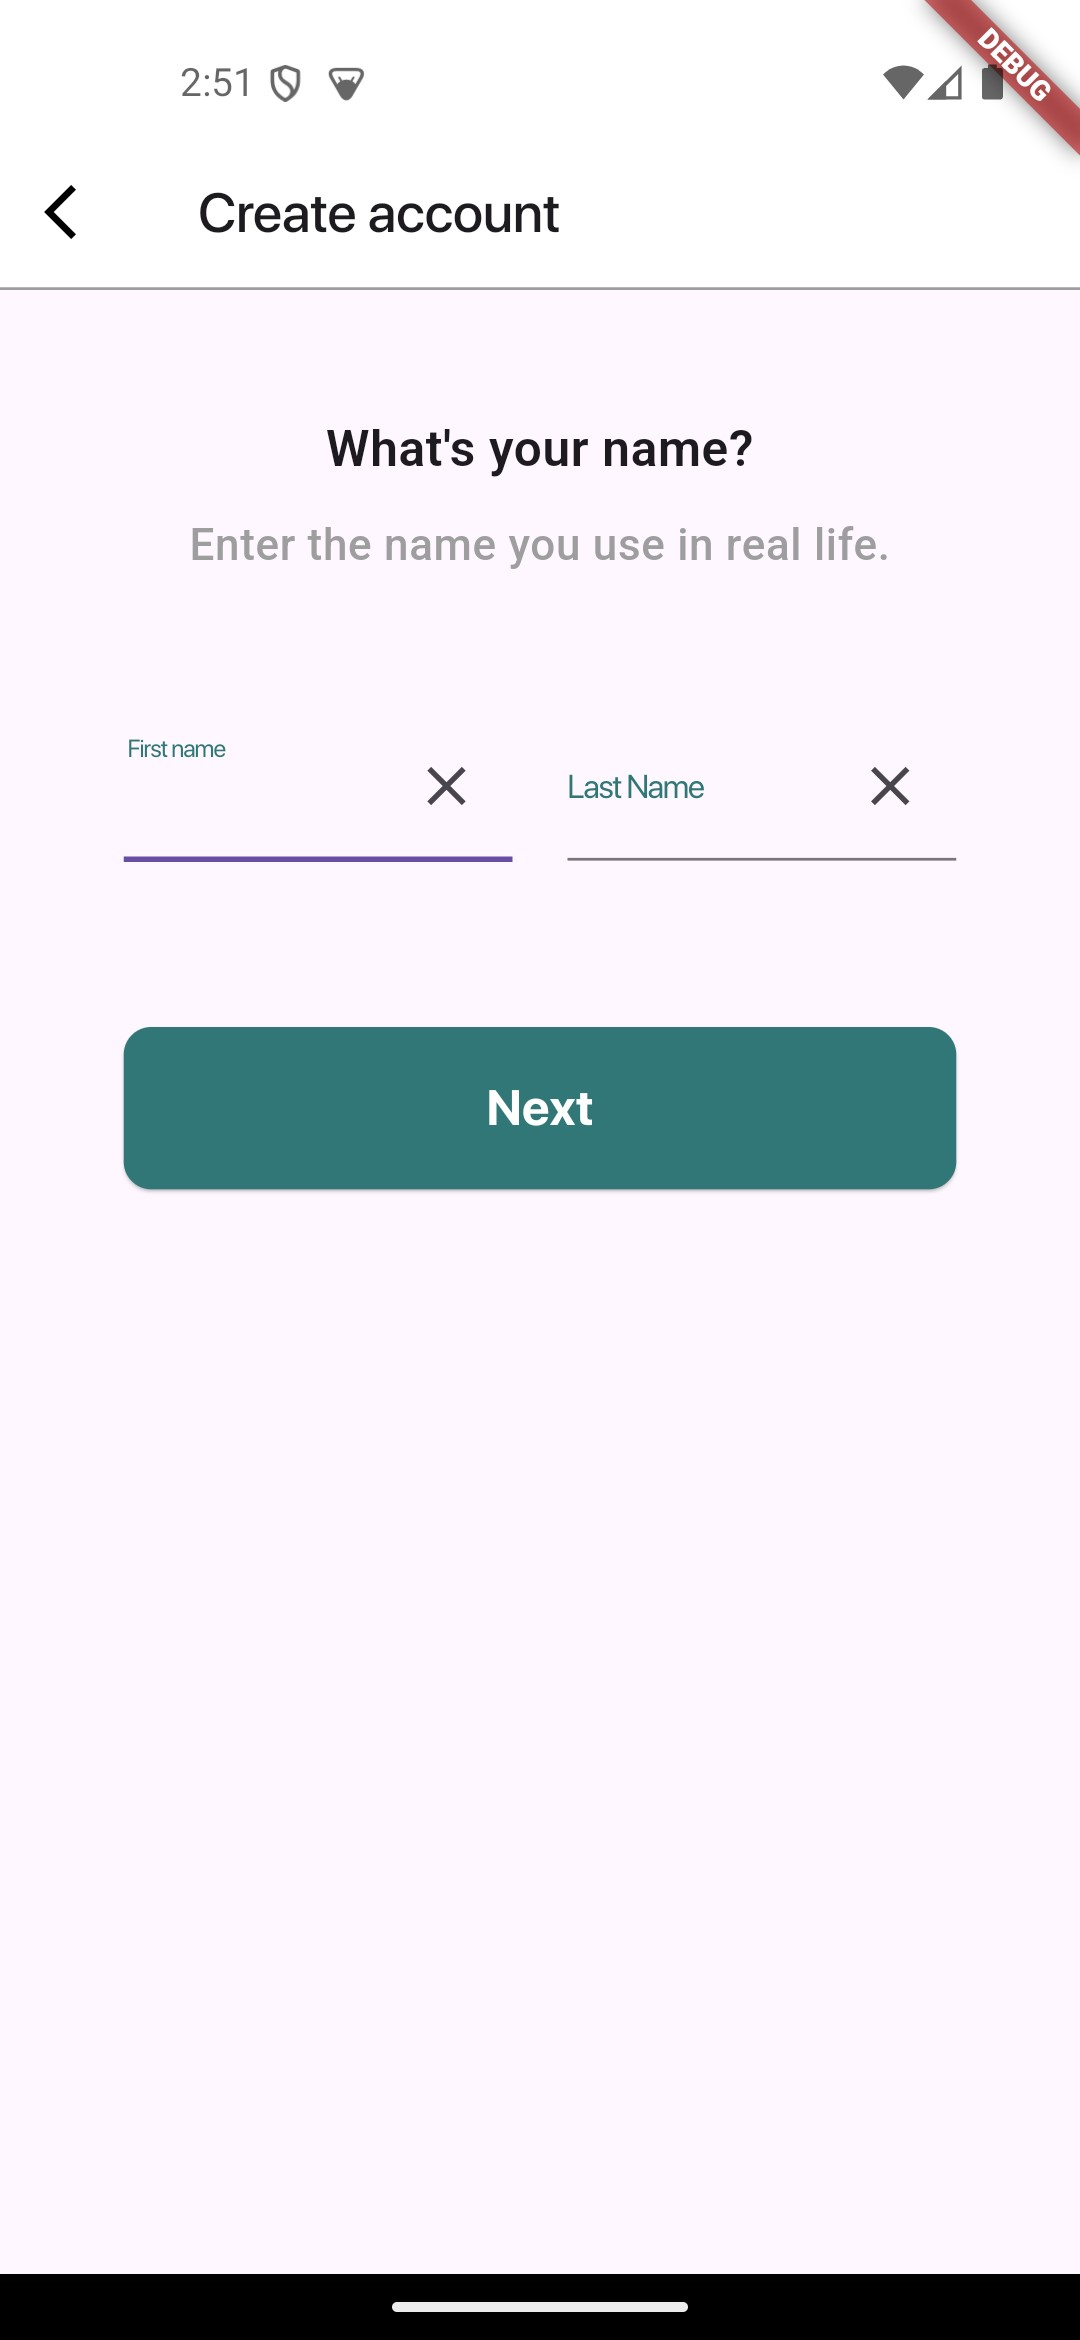 2:51
DEBUG
Create account
What's your name?
Enter the name you use in real life.
First name
Last Name
Next